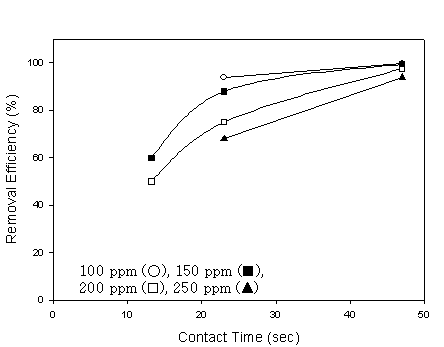 100
80
60
40
20
0
Removal Efficiency (%)
100 ppm (○), 150 ppm (■),
200 ppm (□), 250 ppm (▲)
0 10 20 30 40 50
Contact Time (sec)